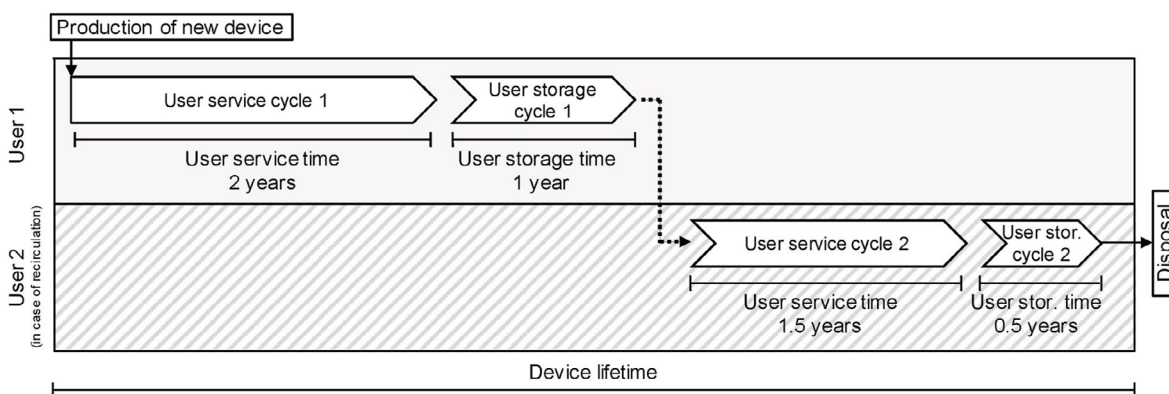 Production of new device
User 1
User service cycle 1
User storage
cycle 1
User service time
2 years
User storage time
1 year
User 2
(in case of recirculation)
User service cycle 2
User stor.
cycle 2
Disposal
User service time
1.5 years
User stor. time
0.5 years
Device lifetime